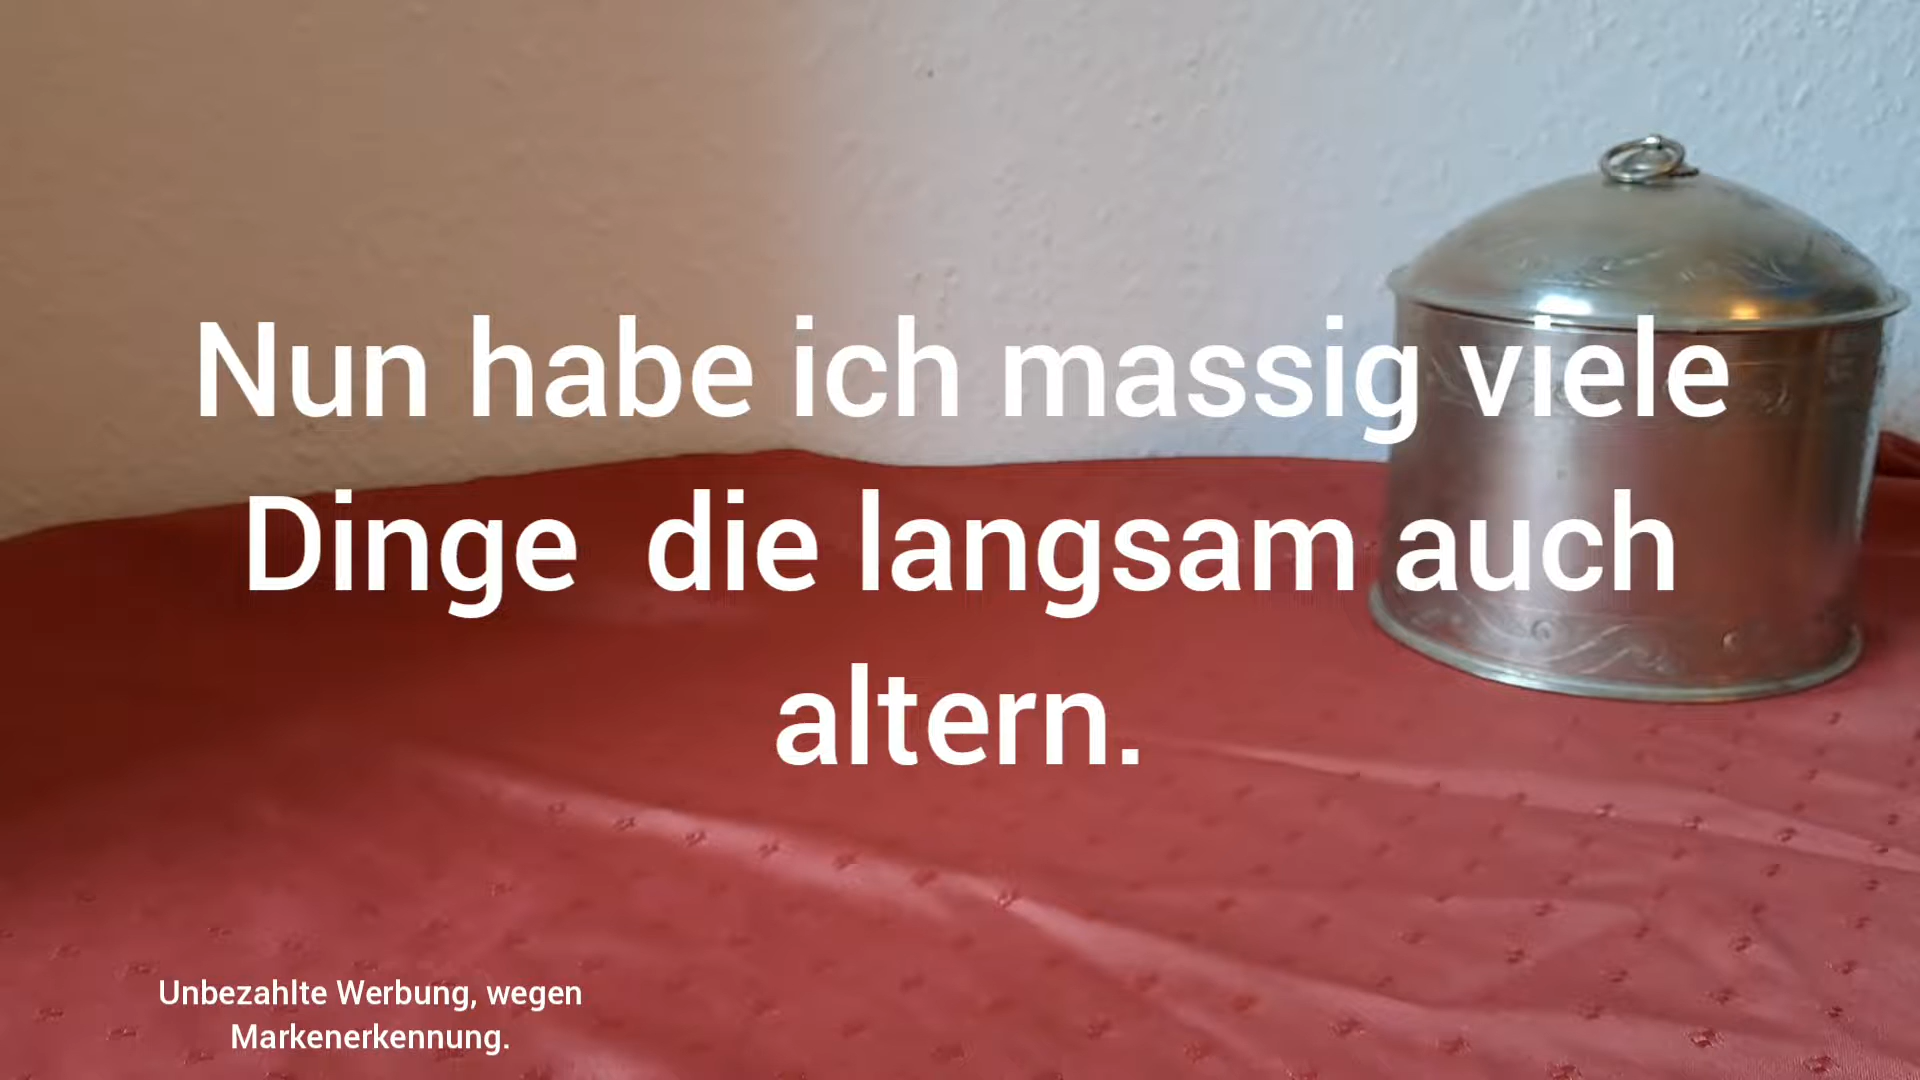 Nun habe ich massig viele
Dinge  die langsam auch
altern.
Unbezahlte Werbung, wegen
Markenerkennung.